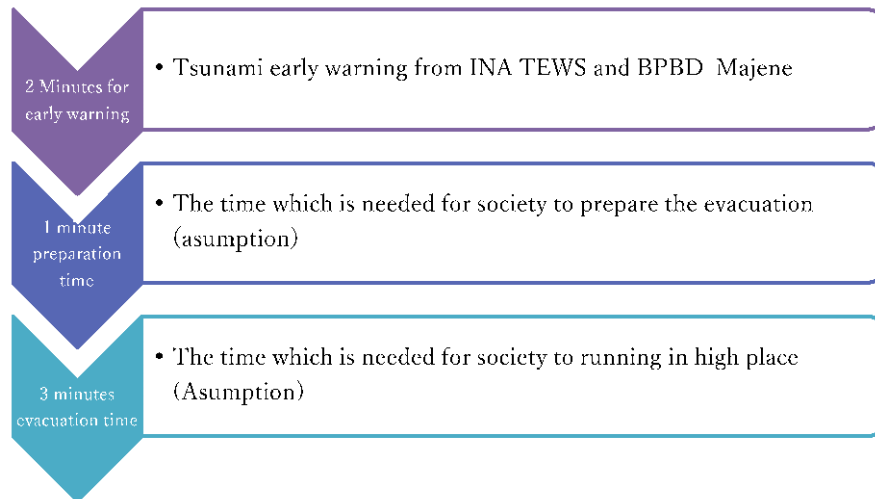 2 Minutes for
early warning
• Tsunami early warning from INA TEWS and BPBD Majene
1 minute
preparation
time
• The time which is needed for society to prepare the evacuation
(asumption)
3 minutes
evacuation time
• The time which is needed for society to running in high place
(Asumption)